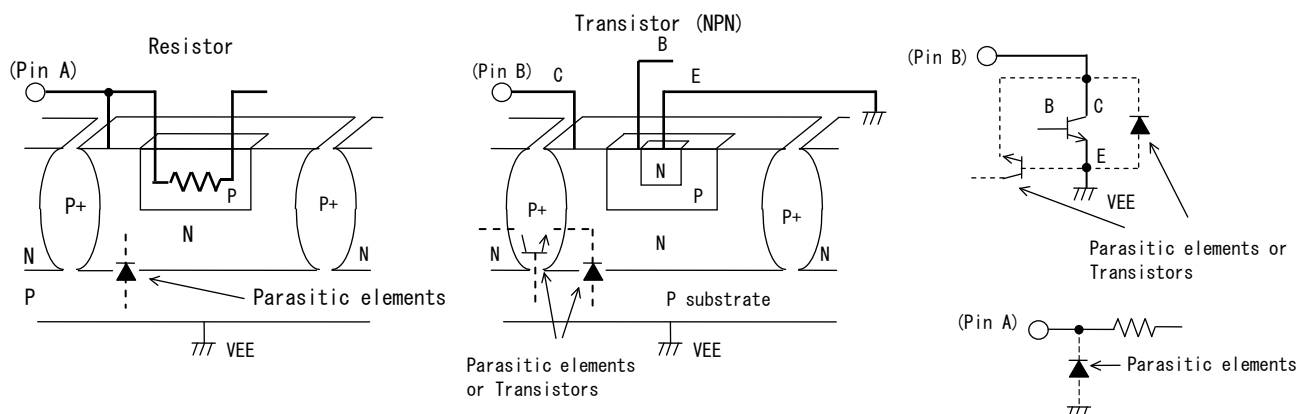 Resistor
(Pin A)
P+
P
P+
N
N
N
P
Parasitic elements
VEE
Transistor (NPN)
B
(Pin B)
C
E
N
P
P+
P+
N
N
N
P substrate
VEE
Parasitic elements
or Transistors
(Pin B)
B
C
E
VEE
Parasitic elements or
Transistors
(Pin A)
Parasitic elements